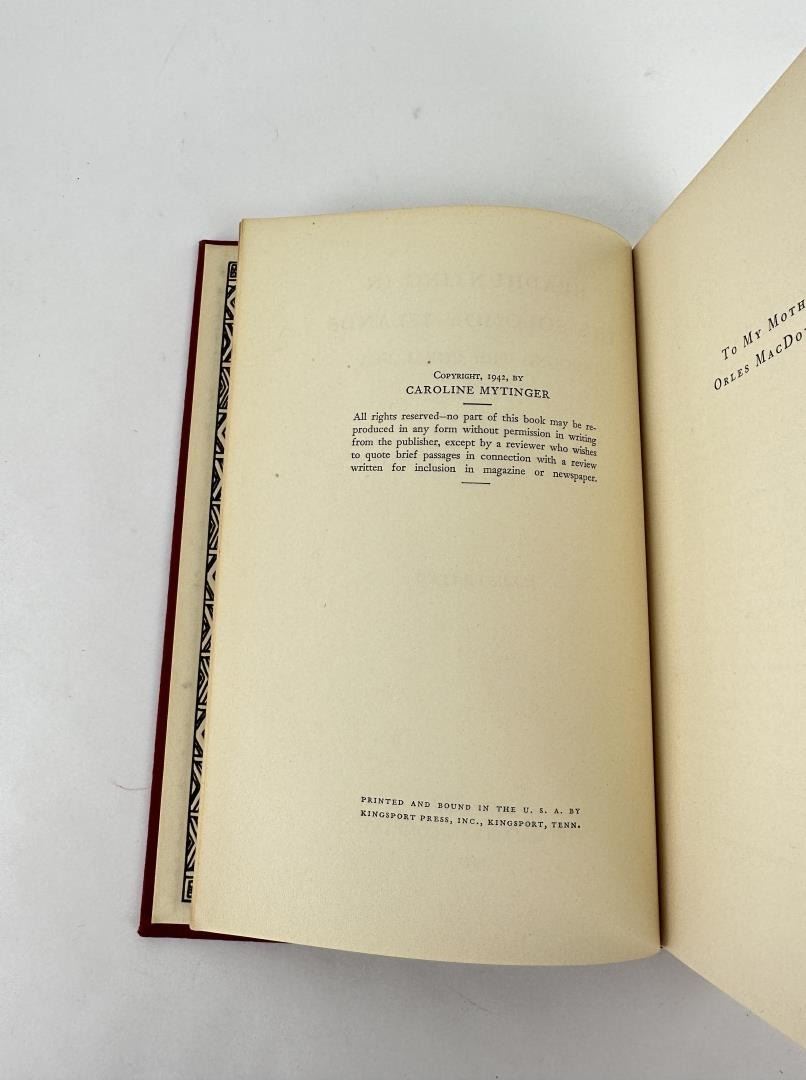 COPYRIGHT, 1942, BY
CAROLINE MYTINGER
All rights reserved—no part of this book may be re-
produced in any form without permission in writing
from the publisher, except by a reviewer who wishes
to quote brief passages in connection with a review
written for inclusion in magazine or newspaper.
PRINTED AND BOUND IN THE U. S. A. BY
KINGSPORT PRESS, INC., KINGSPORT, TENN.
TO MY MOTH
ORLES MACDO